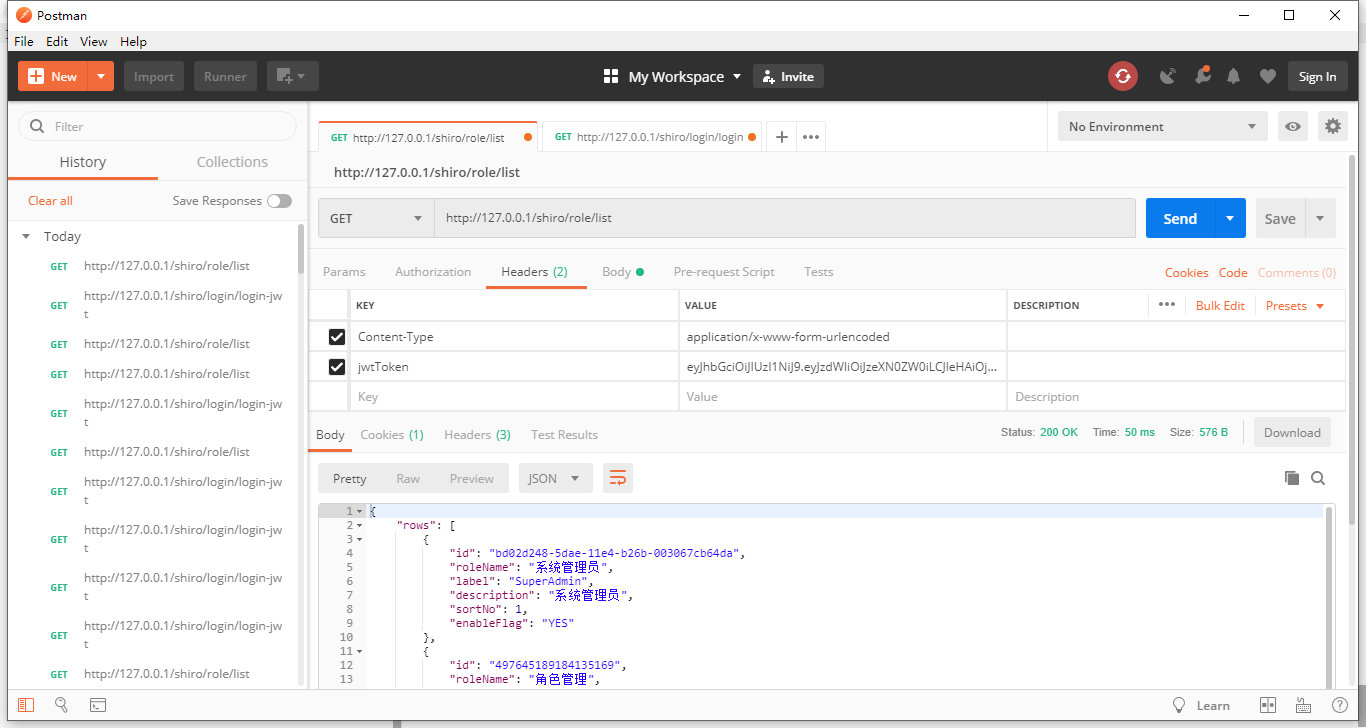 Postman
File Edit View Help
New Import Runner My Workspace Invite Sign In
Filter
History Collections
Clear all Save Responses
Today
GET http://127.0.0.1/shiro/role/list
GET http://127.0.0.1/shiro/login/login-jw
t
GET http://127.0.0.1/shiro/role/list
GET http://127.0.0.1/shiro/role/list
GET http://127.0.0.1/shiro/login/login-jw
t
GET http://127.0.0.1/shiro/role/list
GET http://127.0.0.1/shiro/login/login-jw
t
GET http://127.0.0.1/shiro/login/login-jw
t
GET http://127.0.0.1/shiro/login/login-jw
t
GET http://127.0.0.1/shiro/login/login-jw
t
GET http://127.0.0.1/shiro/role/list
GET http://127.0.0.1/shiro/role/list GET http://127.0.0.1/shiro/login/login No Environment
http://127.0.0.1/shiro/role/list
GET http://127.0.0.1/shiro/role/list Send Save
Params Authorization Headers (2) Body Pre-request Script Tests Cookies Code Comments (0)
KEY VALUE DESCRIPTION Bulk Edit Presets
Content-Type application/x-www-form-urlencoded
jwtToken eyJhbGciOiJIUzI1NiJ9.eyJzdWIiOiJzeXN0ZW0iLCJleHAiOj...
Key Value Description
Body Cookies (1) Headers (3) Test Results Status: 200 OK Time: 50 ms Size: 576 B Download
Pretty Raw Preview JSON
1 {
2 "rows": [
3 {
4 "id": "bd02d248-5dae-11e4-b26b-003067cb64da",
5 "roleName": "系统管理员",
6 "label": "SuperAdmin",
7 "description": "系统管理员",
8 "sortNo": 1,
9 "enableFlag": "YES"
10 },
11 {
12 "id": "497645189184135169",
13 "roleName": "角色管理",
Learn